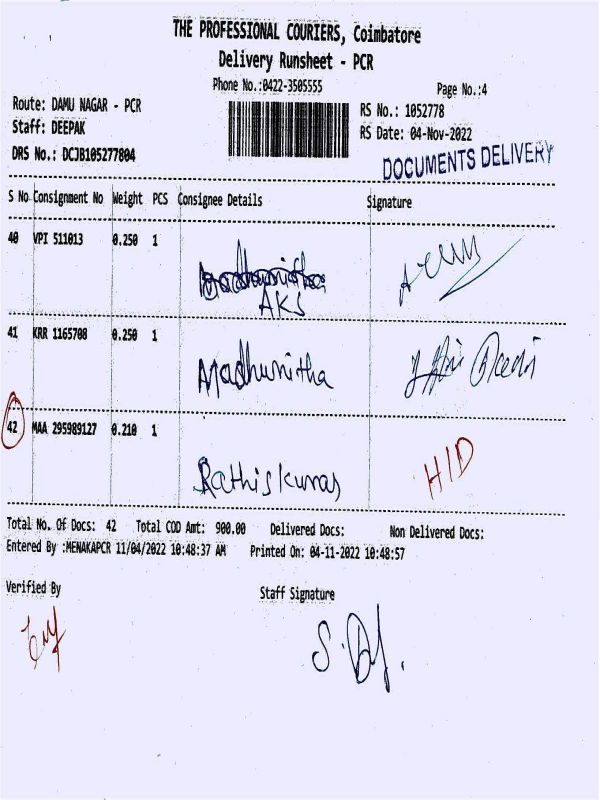 THE PROFESSIONAL COURIERS, Coimbatore
Delivery Runsheet - PCR
Phone No.:0422-3505555
Page No.:4
Route: DAMU NAGAR - PCR
RS No.: 1052778
Staff: DEEPAK
RS Date: 04-Nov-2022
DRS No.: DCJB105277804
DOCUMENTS DELIVERY
S No Consignment No Weight PCS Consignee Details Signature
40 VPI 511013 0.250 1
AKS
41 KRR 1165708 0.250 1
Madhunitha
42 MAA 295989127 0.210 1
Rathiskumar H/D
Total No. Of Docs: 42 Total COD Amt: 900.00 Delivered Docs: Non Delivered Docs:
Entered By :MENAKAPCR 11/04/2022 10:48:37 AM Printed On: 04-11-2022 10:48:57
Verified By Staff Signature